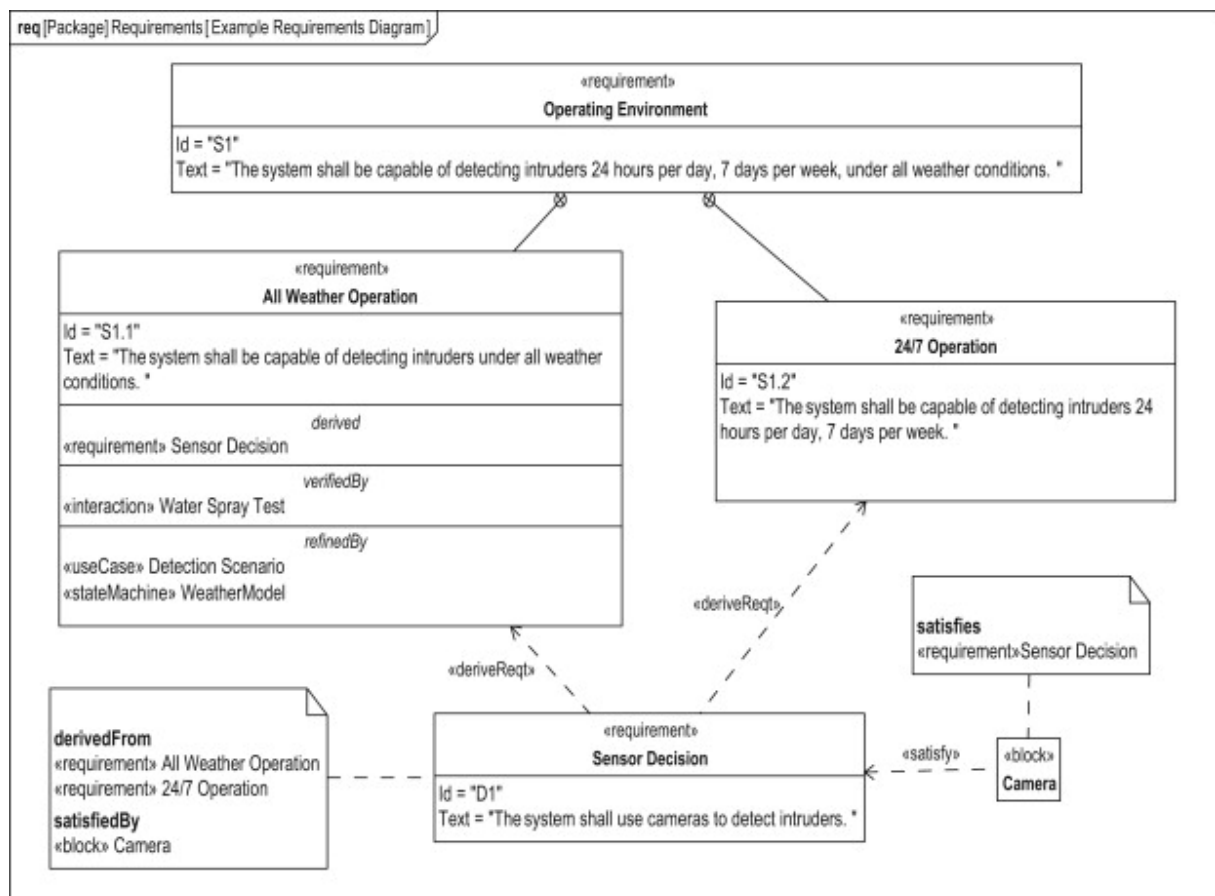 req [Package] Requirements [Example Requirements Diagram]
«requirement»
Operating Environment
Id = "S1"
Text = "The system shall be capable of detecting intruders 24 hours per day, 7 days per week, under all weather conditions. "
«requirement»
All Weather Operation
Id = "S1.1"
Text = "The system shall be capable of detecting intruders under all weather
conditions. "
derived
«requirement» Sensor Decision
verifiedBy
«interaction» Water Spray Test
refinedBy
«useCase» Detection Scenario
«stateMachine» WeatherModel
«requirement»
24/7 Operation
Id = "S1.2"
Text = "The system shall be capable of detecting intruders 24
hours per day, 7 days per week. "
«deriveReqt»
«deriveReqt»
satisfies
«requirement»Sensor Decision
derivedFrom
«requirement» All Weather Operation
«requirement» 24/7 Operation
satisfiedBy
«block» Camera
«requirement»
Sensor Decision
Id = "D1"
Text = "The system shall use cameras to detect intruders. "
«satisfy»
«block»
Camera